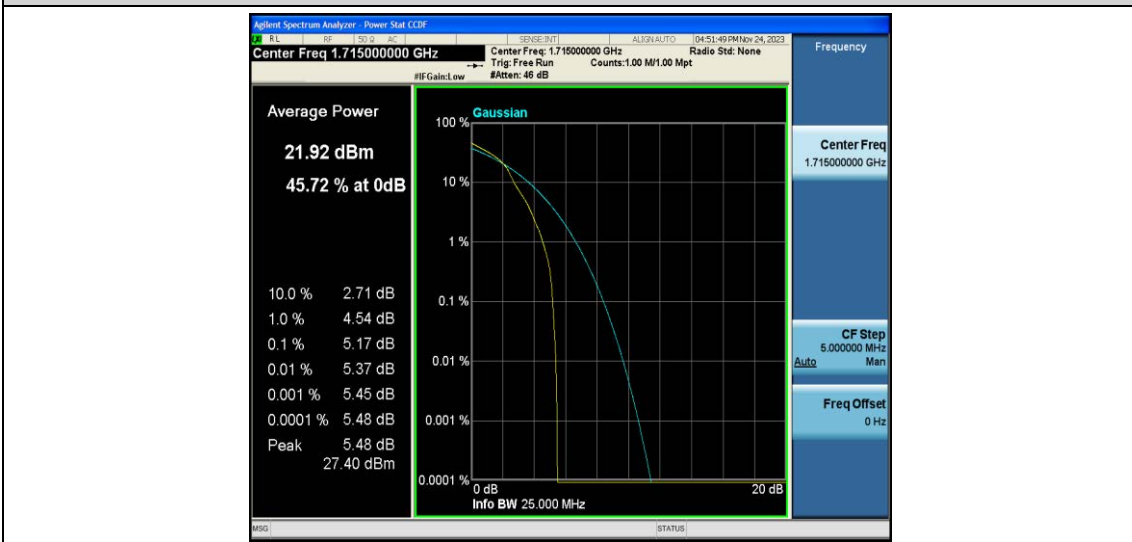 Agilent Spectrum Analyzer - Power Stat CCDF
RL RF 50 Ω AC SENSE:INT ALIGN AUTO 04:51:49 PM Nov 24, 2023
Center Freq 1.715000000 GHz
Center Freq: 1.715000000 GHz Radio Std: None
Trig: Free Run Counts:1.00 M/1.00 Mpt
#IFGain:Low #Atten: 46 dB
Frequency
Average Power
21.92 dBm
45.72 % at 0dB
10.0 % 2.71 dB
1.0 % 4.54 dB
0.1 % 5.17 dB
0.01 % 5.37 dB
0.001 % 5.45 dB
0.0001 % 5.48 dB
Peak 5.48 dB
27.40 dBm
Gaussian
100 %
10 %
1 %
0.1 %
0.01 %
0.001 %
0.0001 %
0 dB 20 dB
Info BW 25.000 MHz
Center Freq
1.715000000 GHz
CF Step
5.000000 MHz
Auto Man
Freq Offset
0 Hz
MSG STATUS